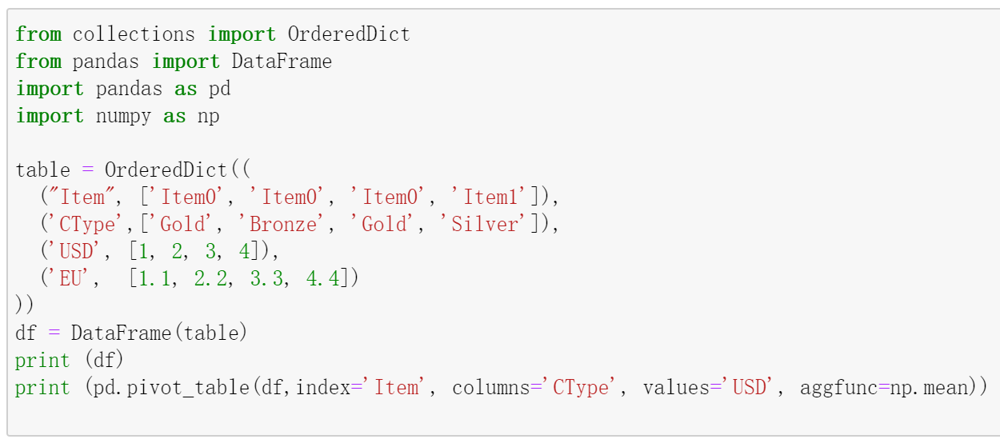 from collections import OrderedDict
from pandas import DataFrame
import pandas as pd
import numpy as np
table = OrderedDict((
("Item", ['Item0', 'Item0', 'Item0', 'Item1']),
('CType',['Gold', 'Bronze', 'Gold', 'Silver']),
('USD', [1, 2, 3, 4]),
('EU', [1.1, 2.2, 3.3, 4.4])
))
df = DataFrame(table)
print (df)
print (pd.pivot_table(df,index='Item', columns='CType', values='USD', aggfunc=np.mean))